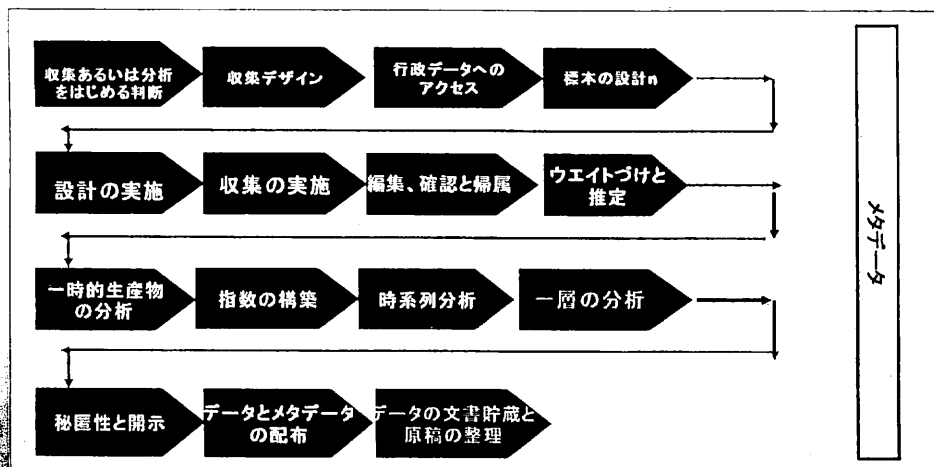 収集あるいは分析
をはじめる判断
収集デザイン
行政データへの
アクセス
標本の設計n
設計の実施
収集の実施
編集、確認と帰属
ウエイトづけと
推定
一時的生産物
の分析
指数の構築
時系列分析
一層の分析
秘匿性と開示
データとメタデータ
の配布
データの文書貯蔵と
原稿の整理
メタデータ